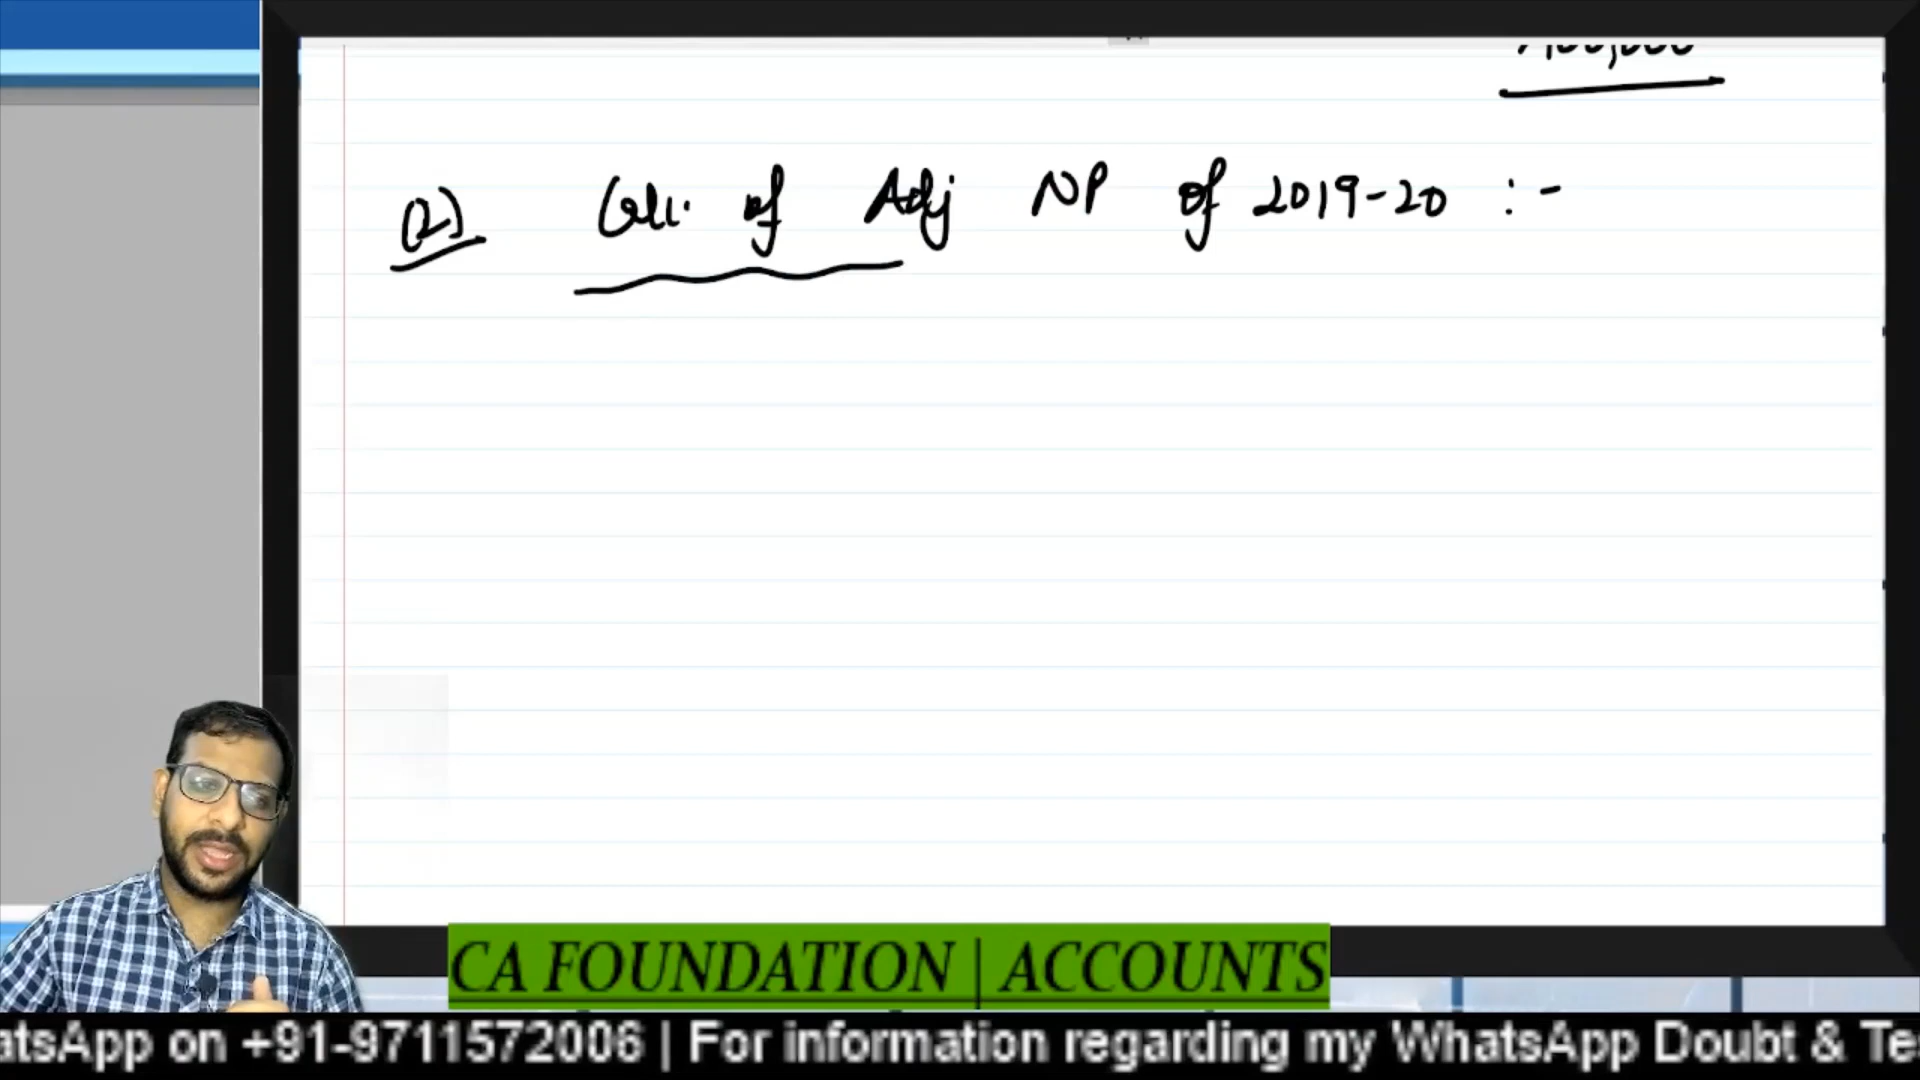 (2) Calc. of Adj NP of 2019-20 :-
CA FOUNDATION | ACCOUNTS
atsApp on +91-9711572006 | For information regarding my WhatsApp Doubt & Te